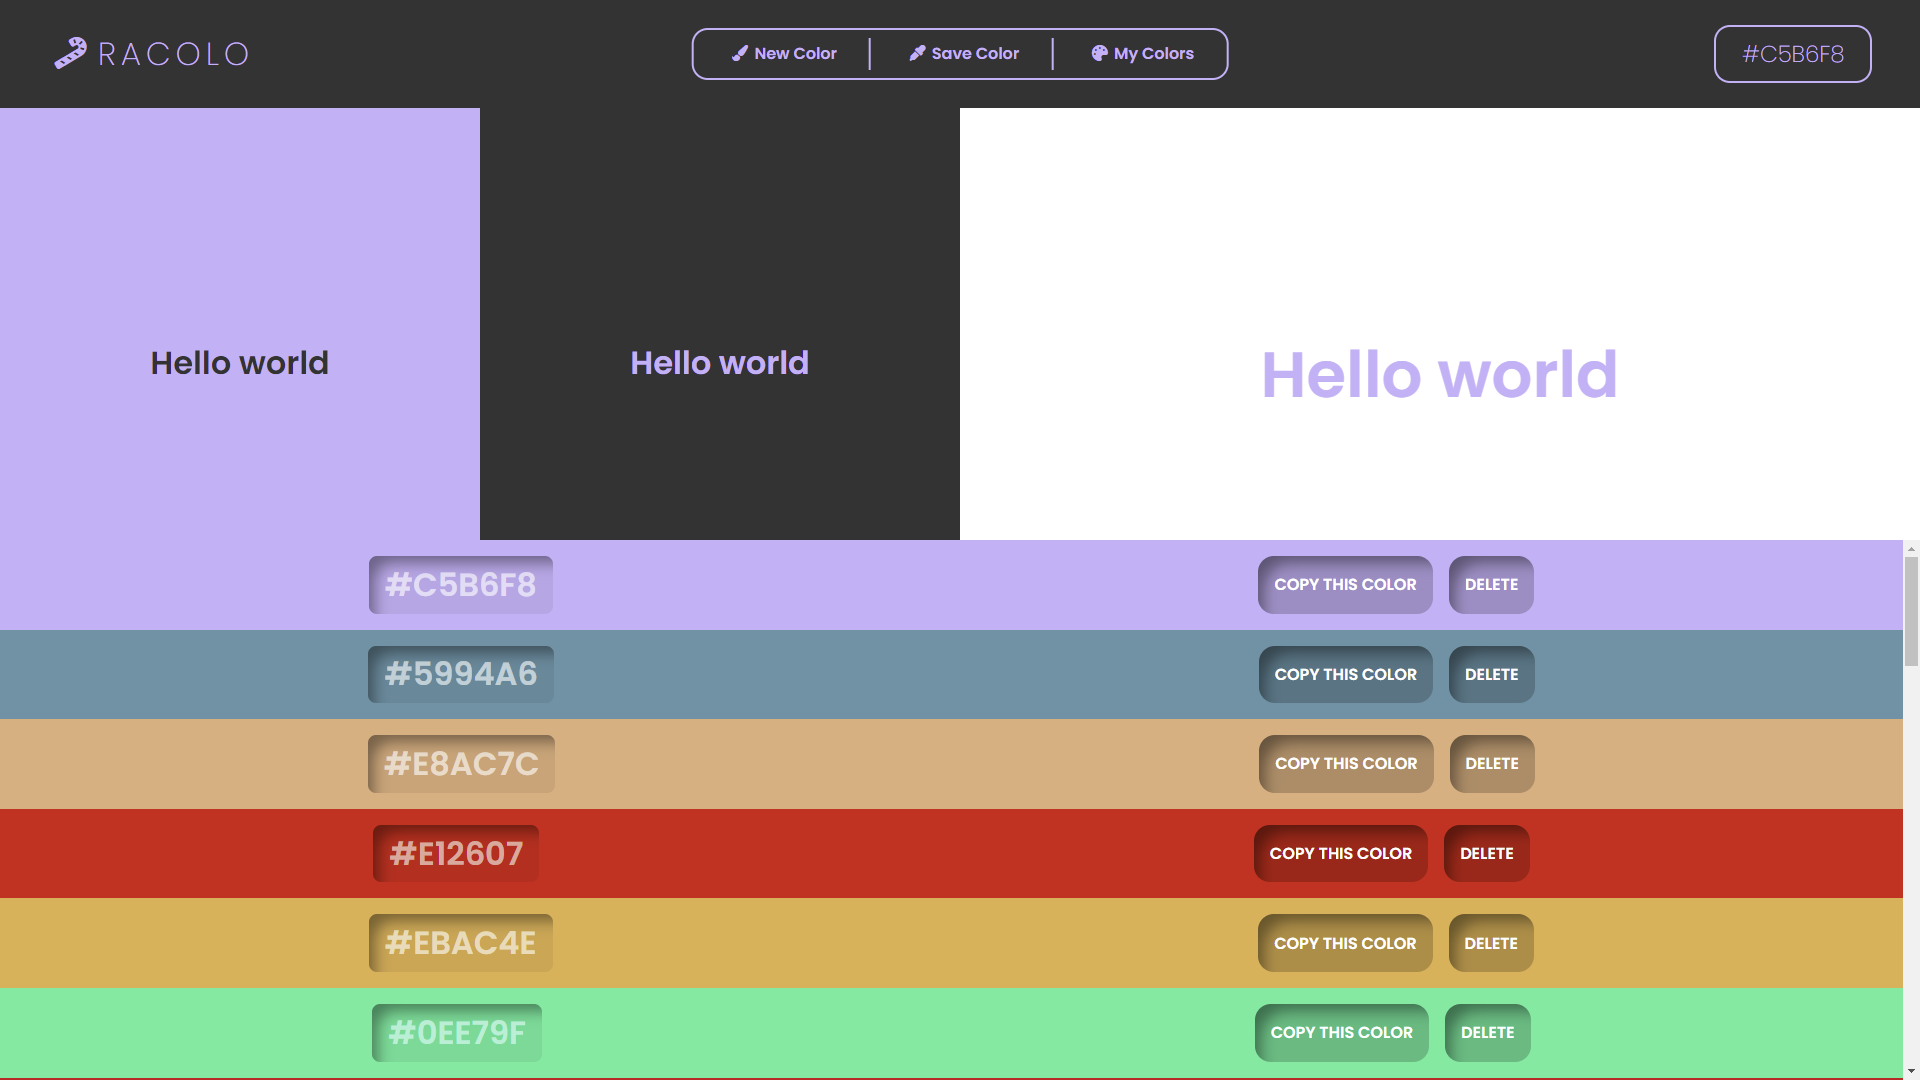 RACOLO
New Color
Save Color
My Colors
#C5B6F8
Hello world
Hello world
Hello world
#C5B6F8
COPY THIS COLOR
DELETE
#5994A6
COPY THIS COLOR
DELETE
#E8AC7C
COPY THIS COLOR
DELETE
#E12607
COPY THIS COLOR
DELETE
#EBAC4E
COPY THIS COLOR
DELETE
#0EE79F
COPY THIS COLOR
DELETE